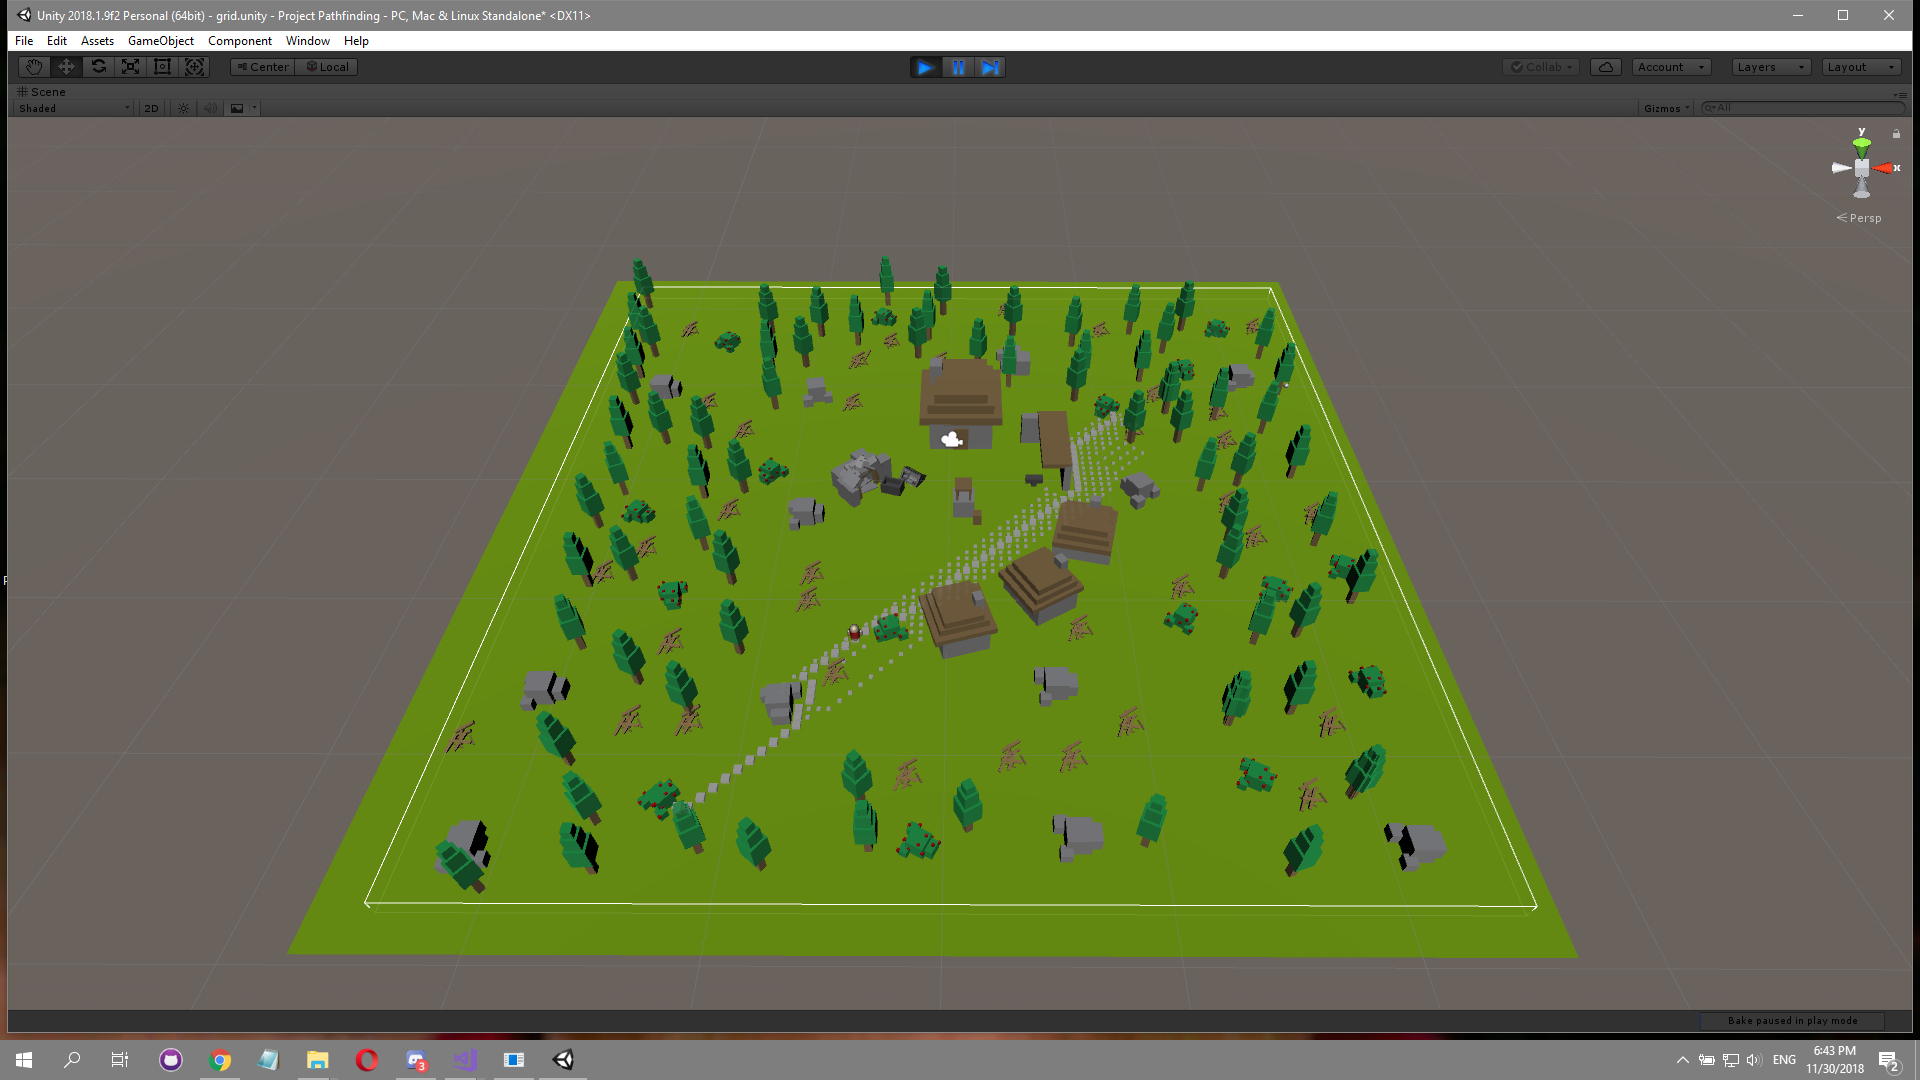 Unity 2018.1.9f2 Personal (64bit) - grid.unity - Project Pathfinding - PC, Mac & Linux Standalone* <DX11>
File Edit Assets GameObject Component Window Help
Center Local Collab Account Layers Layout
Scene
Shaded 2D Gizmos All
y
x
Persp
Bake paused in play mode
3
ENG
6:43 PM
11/30/2018
2